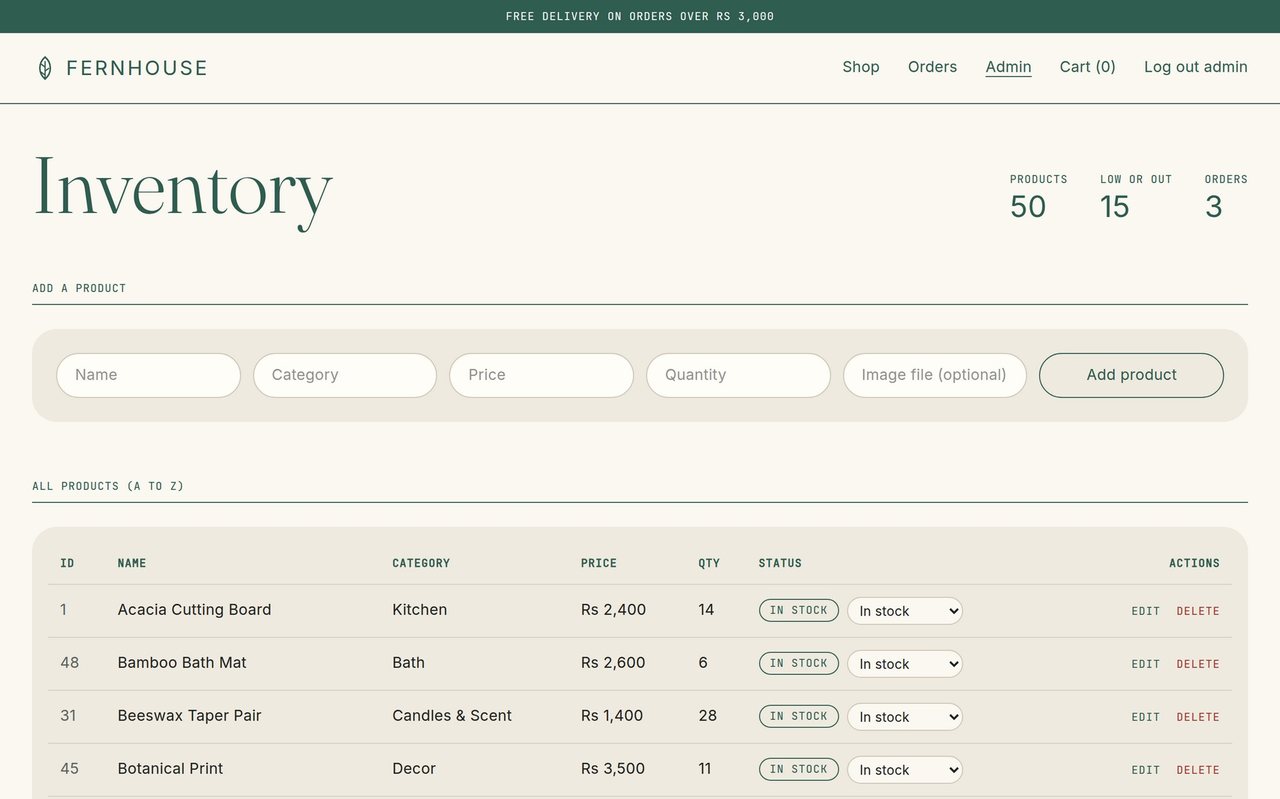 FREE DELIVERY ON ORDERS OVER RS 3,000
FERNHOUSE Shop Orders Admin Cart (0) Log out admin
Inventory
PRODUCTS LOW OR OUT ORDERS
50 15 3
ADD A PRODUCT
Name Category Price Quantity Image file (optional) Add product
ALL PRODUCTS (A TO Z)
ID NAME CATEGORY PRICE QTY STATUS ACTIONS
1 Acacia Cutting Board Kitchen Rs 2,400 14 IN STOCK In stock EDIT DELETE
48 Bamboo Bath Mat Bath Rs 2,600 6 IN STOCK In stock EDIT DELETE
31 Beeswax Taper Pair Candles & Scent Rs 1,400 28 IN STOCK In stock EDIT DELETE
45 Botanical Print Decor Rs 3,500 11 IN STOCK In stock EDIT DELETE